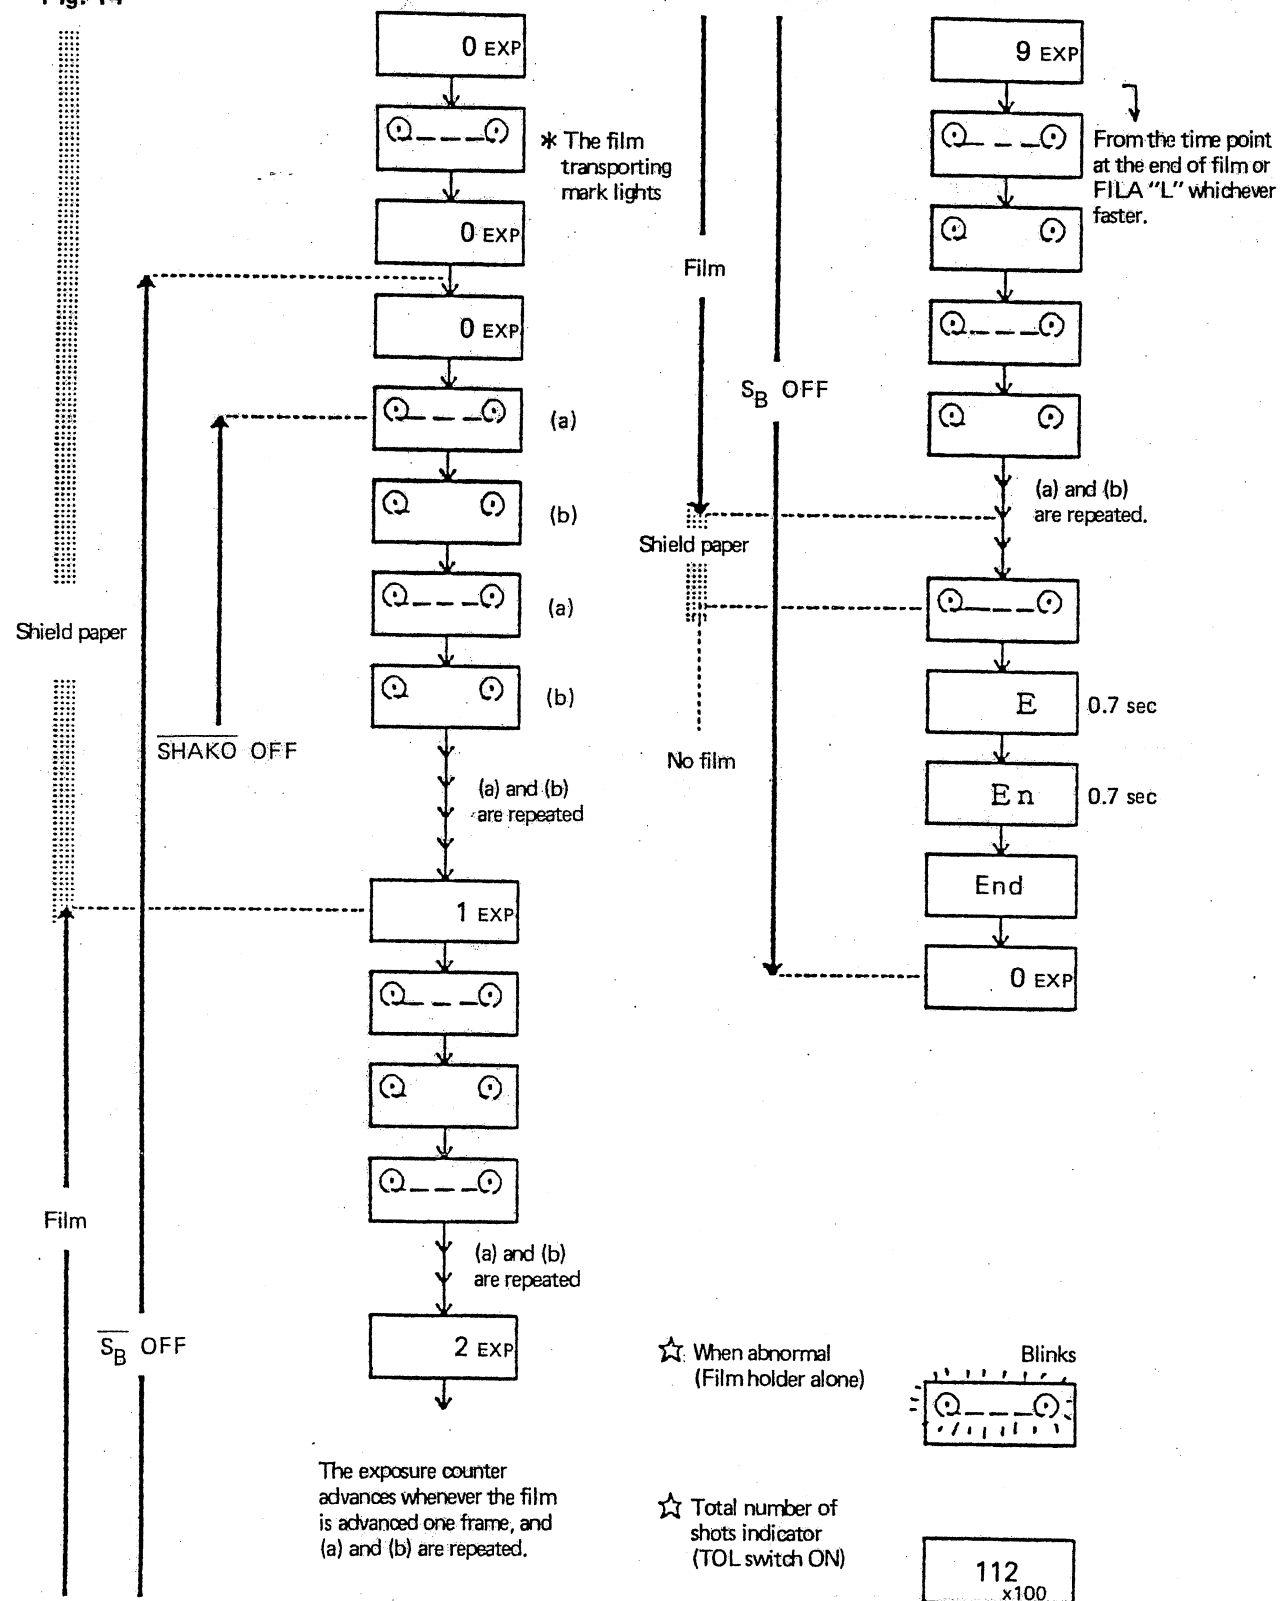 0 EXP
* The film
transporting
mark lights
0 EXP
0 EXP
(a)
(b)
(a)
Shield paper
(b)
SHAKO OFF
(a) and (b)
are repeated
1 EXP
Film
(a) and (b)
are repeated
S_B OFF
2 EXP
The exposure counter
advances whenever the film
is advanced one frame, and
(a) and (b) are repeated.
9 EXP
From the time point
at the end of film or
FILA "L" whichever
faster.
Film
S_B OFF
(a) and (b)
are repeated.
Shield paper
E 0.7 sec
No film
En 0.7 sec
End
0 EXP
☆ When abnormal
(Film holder alone)
Blinks
☆ Total number of
shots indicator
(TOL switch ON)
112
x100